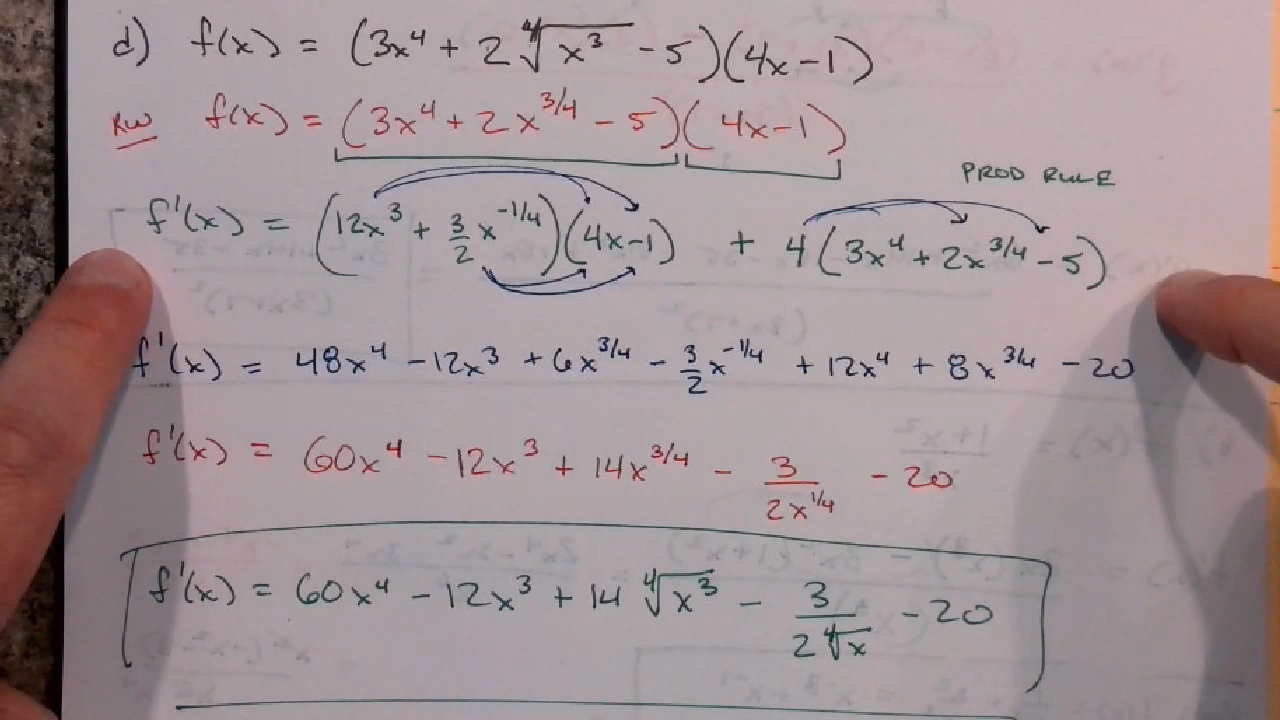 d) f(x) = (3x⁴ + 2∜x³ - 5)(4x - 1)
RW f(x) = (3x⁴ + 2x^(3/4) - 5)(4x - 1)
PROD RULE
f'(x) = (12x³ + 3/2 x^(-1/4))(4x - 1) + 4(3x⁴ + 2x^(3/4) - 5)
f'(x) = 48x⁴ - 12x³ + 6x^(3/4) - 3/2 x^(-1/4) + 12x⁴ + 8x^(3/4) - 20
f'(x) = 60x⁴ - 12x³ + 14x^(3/4) - 3/(2x^(1/4)) - 20
f'(x) = 60x⁴ - 12x³ + 14∜x³ - 3/(2∜x) - 20